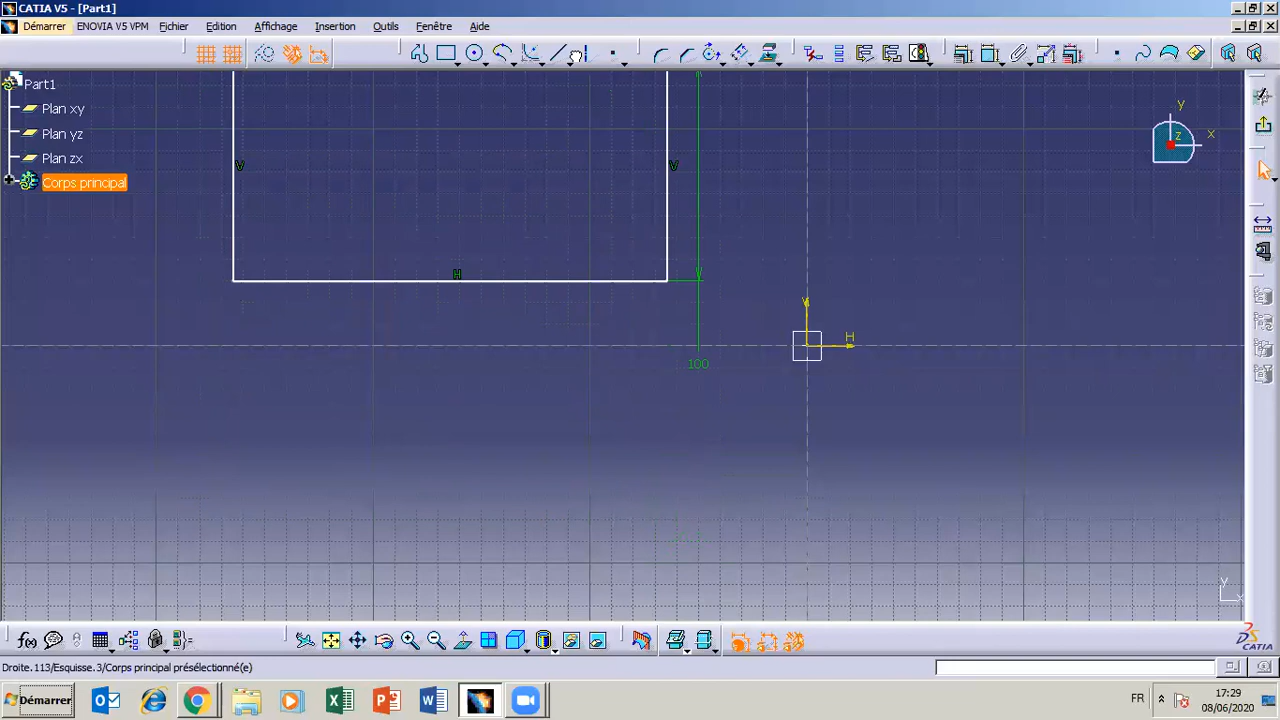 CATIA V5 - [Part1]
Démarrer ENOVIA V5 VPM Fichier Edition Affichage Insertion Outils Fenêtre Aide
Part1
Plan xy
Plan yz
Plan zx
Corps principal
y
x
z
V
V
H
V
H
100
y
x
f(x)
CATIA
Droite.113/Esquisse.3/Corps principal présélectionné(e)
Démarrer
FR
17:29
08/06/2020